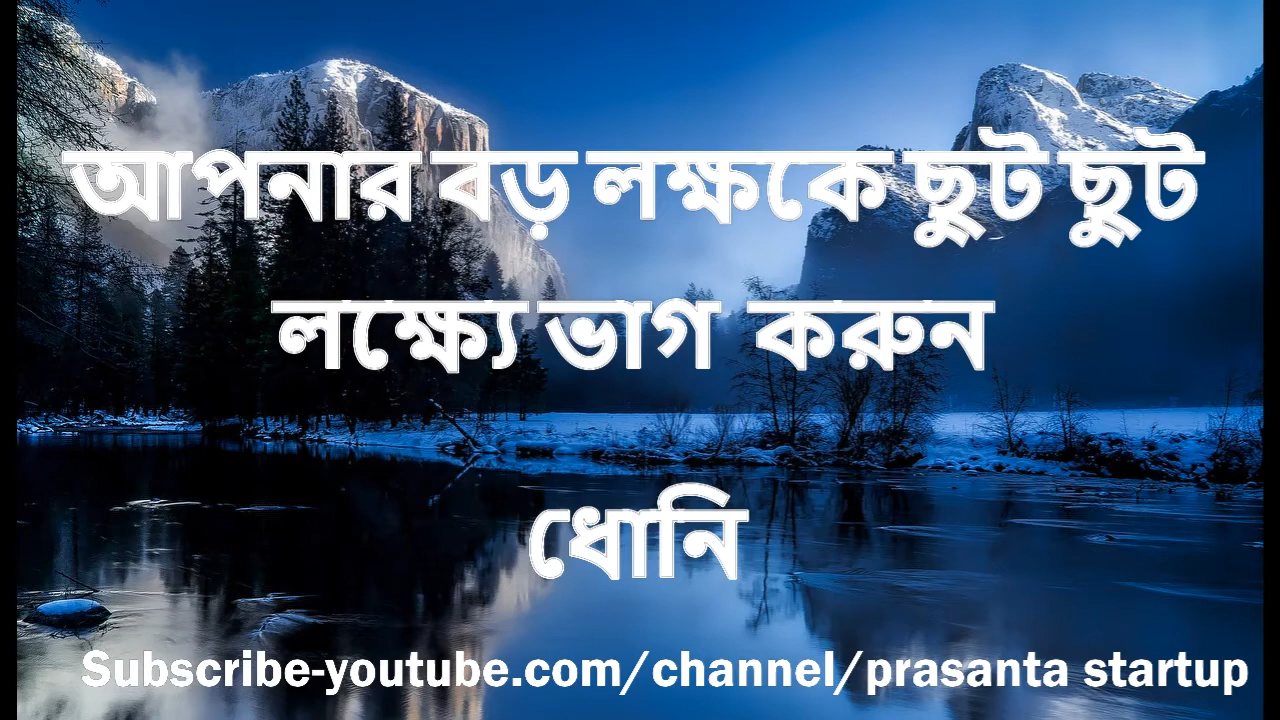 আপনার বড় লক্ষকে ছুট ছুট
লক্ষ্যে ভাগ করুন
ধোনি
Subscribe-youtube.com/channel/prasanta startup